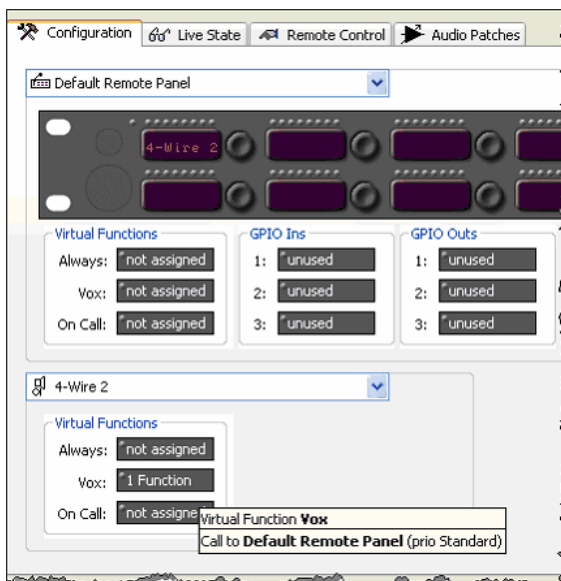 Configuration Live State Remote Control Audio Patches
Default Remote Panel
4-Wire 2
Virtual Functions GPIO Ins GPIO Outs
Always: not assigned 1: unused 1: unused
Vox: not assigned 2: unused 2: unused
On Call: not assigned 3: unused 3: unused
4-Wire 2
Virtual Functions
Always: not assigned
Vox: 1 Function
On Call: not assigne
Virtual Function Vox
Call to Default Remote Panel (prio Standard)